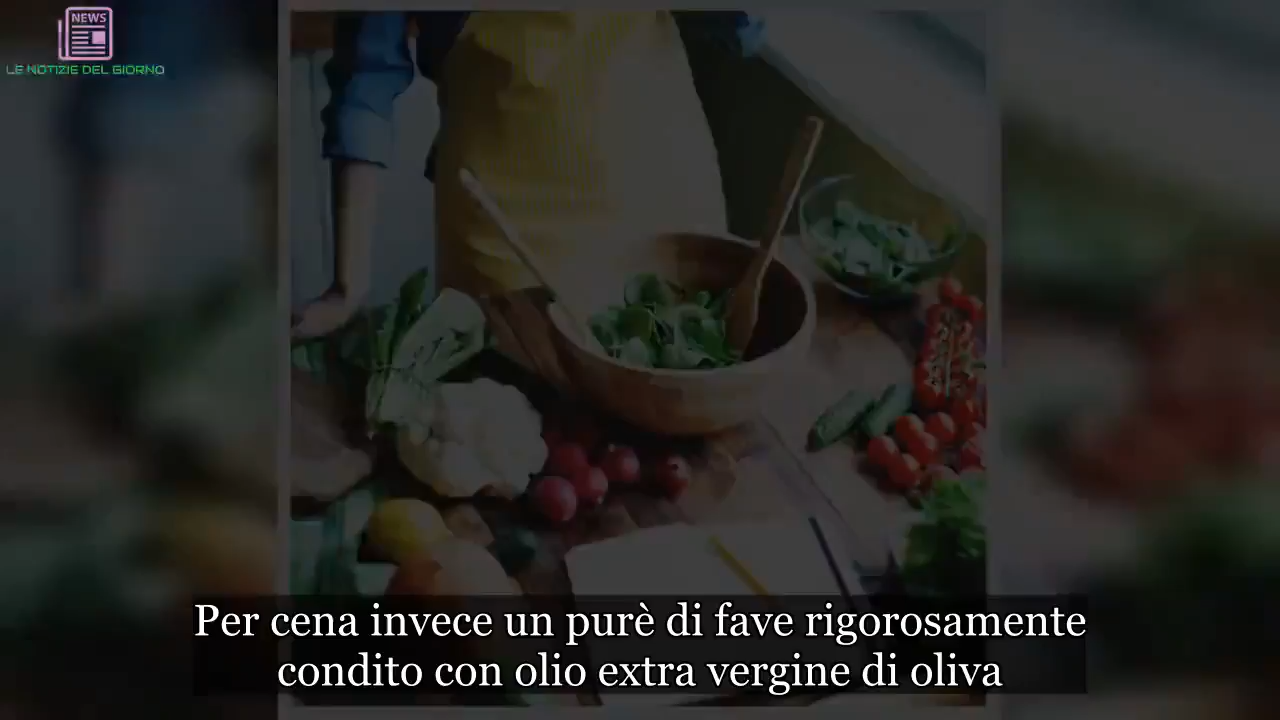 NEWS
LE NOTIZIE DEL GIORNO
Per cena invece un purè di fave rigorosamente
condito con olio extra vergine di oliva